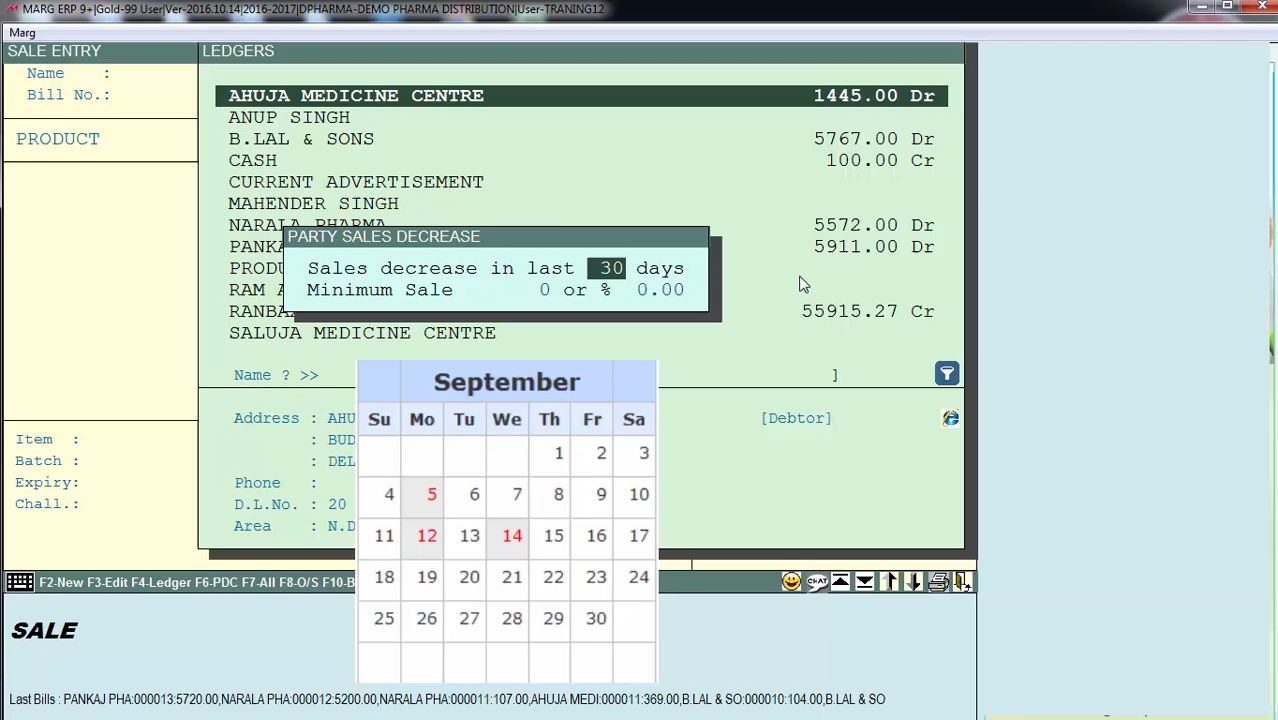 MARG ERP 9+|Gold-99 User|Ver-2016.10.14|2016-2017|DPHARMA-DEMO PHARMA DISTRIBUTION|User-TRANING12
Marg
SALE ENTRY
Name :
Bill No.:
PRODUCT
Item :
Batch :
Expiry:
Chall.:
LEDGERS
AHUJA MEDICINE CENTRE 1445.00 Dr
ANUP SINGH
B.LAL & SONS 5767.00 Dr
CASH 100.00 Cr
CURRENT ADVERTISEMENT
MAHENDER SINGH
NARALA PHARMA 5572.00 Dr
PANKA 5911.00 Dr
PRODU
RAM A
RANBA 55915.27 Cr
SALUJA MEDICINE CENTRE
PARTY SALES DECREASE
Sales decrease in last 30 days
Minimum Sale 0 or % 0.00
Name ? >> ]
Address : AHU [Debtor]
: BUD
: DEL
Phone :
D.L.No. : 20
Area : N.D
September
Su Mo Tu We Th Fr Sa
1 2 3
4 5 6 7 8 9 10
11 12 13 14 15 16 17
18 19 20 21 22 23 24
25 26 27 28 29 30
F2-New F3-Edit F4-Ledger F6-PDC F7-All F8-O/S F10-B
CHAT
SALE
Last Bills : PANKAJ PHA:000013:5720.00,NARALA PHA:000012:5200.00,NARALA PHA:000011:107.00,AHUJA MEDI:000011:369.00,B.LAL & SO:000010:104.00,B.LAL & SO